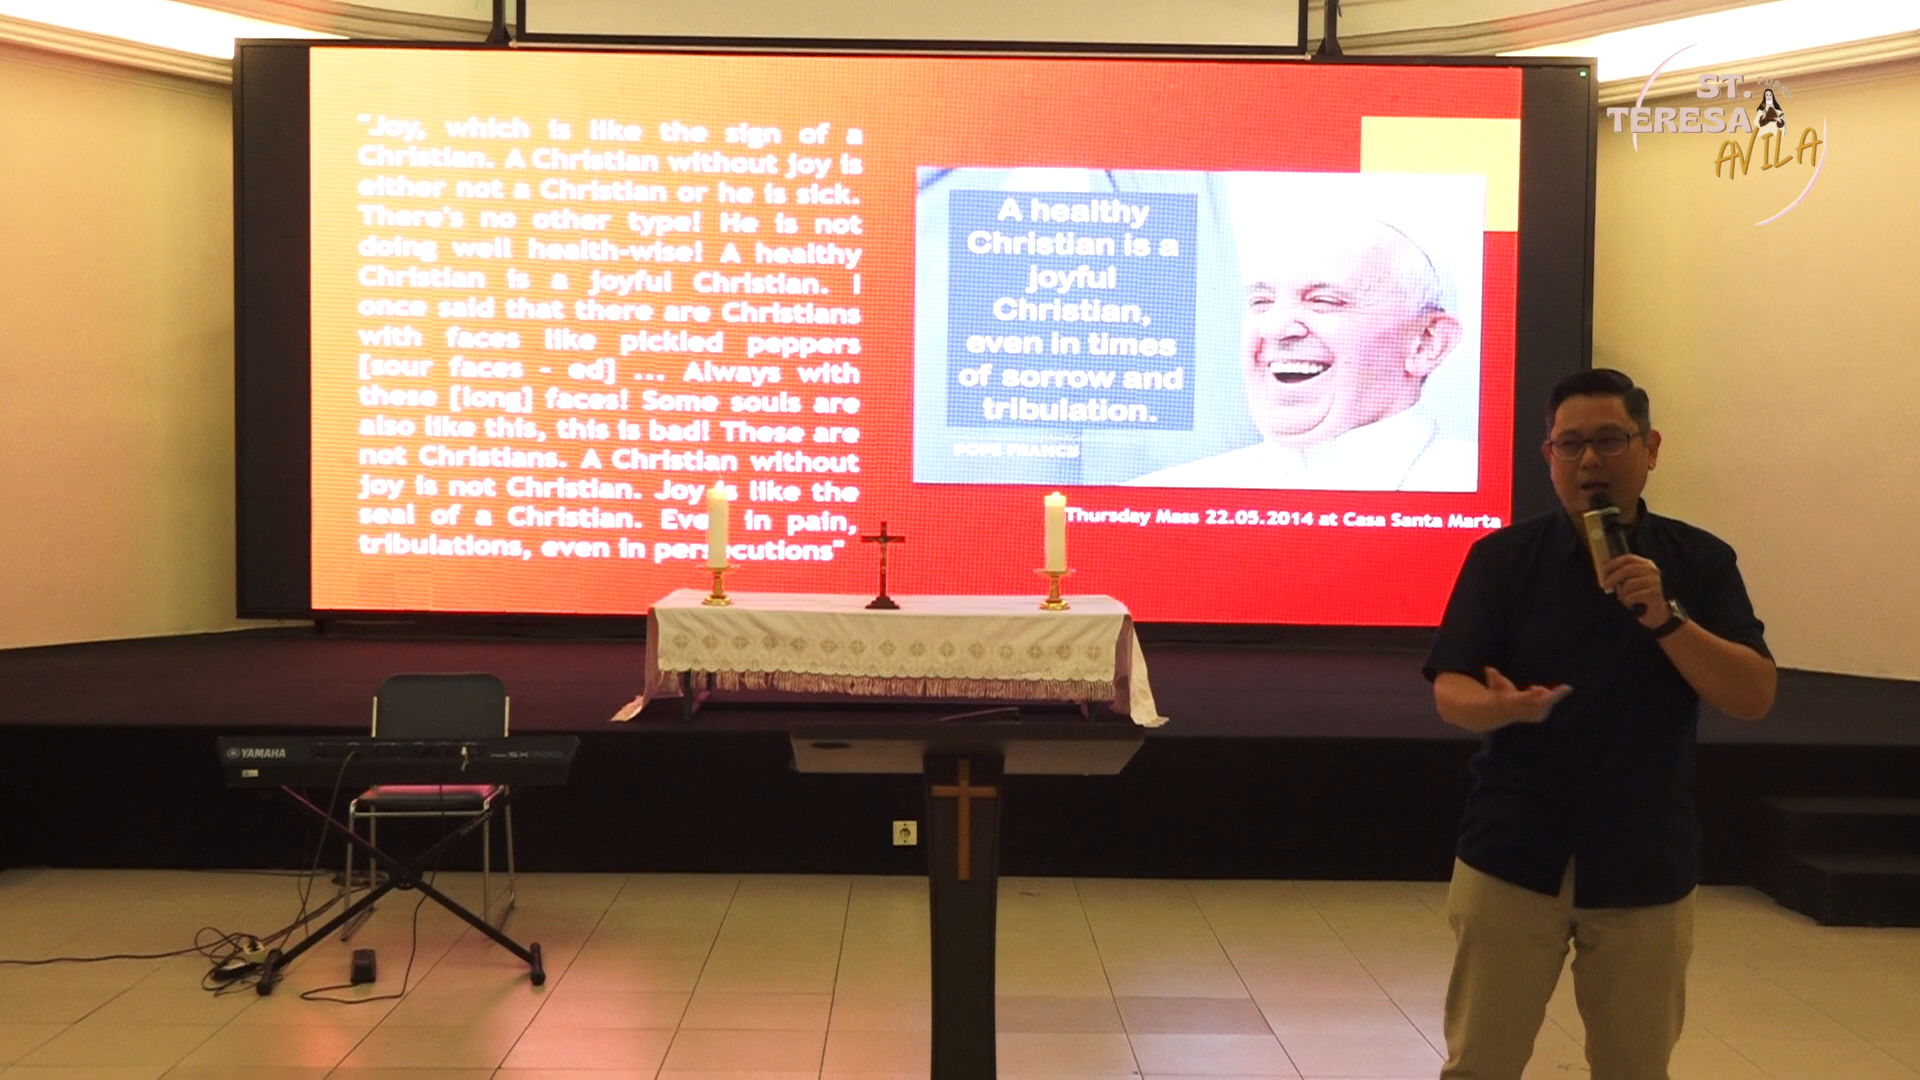 "Joy, which is like the sign of a
Christian. A Christian without joy is
either not a Christian or he is sick.
There's no other type! He is not
doing well health-wise! A healthy
Christian is a joyful Christian. I
once said that there are Christians
with faces like pickled peppers
[sour faces - ed] ... Always with
these [long] faces! Some souls are
also like this, this is bad! These are
not Christians. A Christian without
joy is not Christian. Joy is like the
seal of a Christian. Even in pain,
tribulations, even in persecutions"
A healthy
Christian is a
joyful
Christian,
even in times
of sorrow and
tribulation.
POPE FRANCIS
Thursday Mass 22.05.2014 at Casa Santa Marta
ST.
TERESA
AVILA
YAMAHA